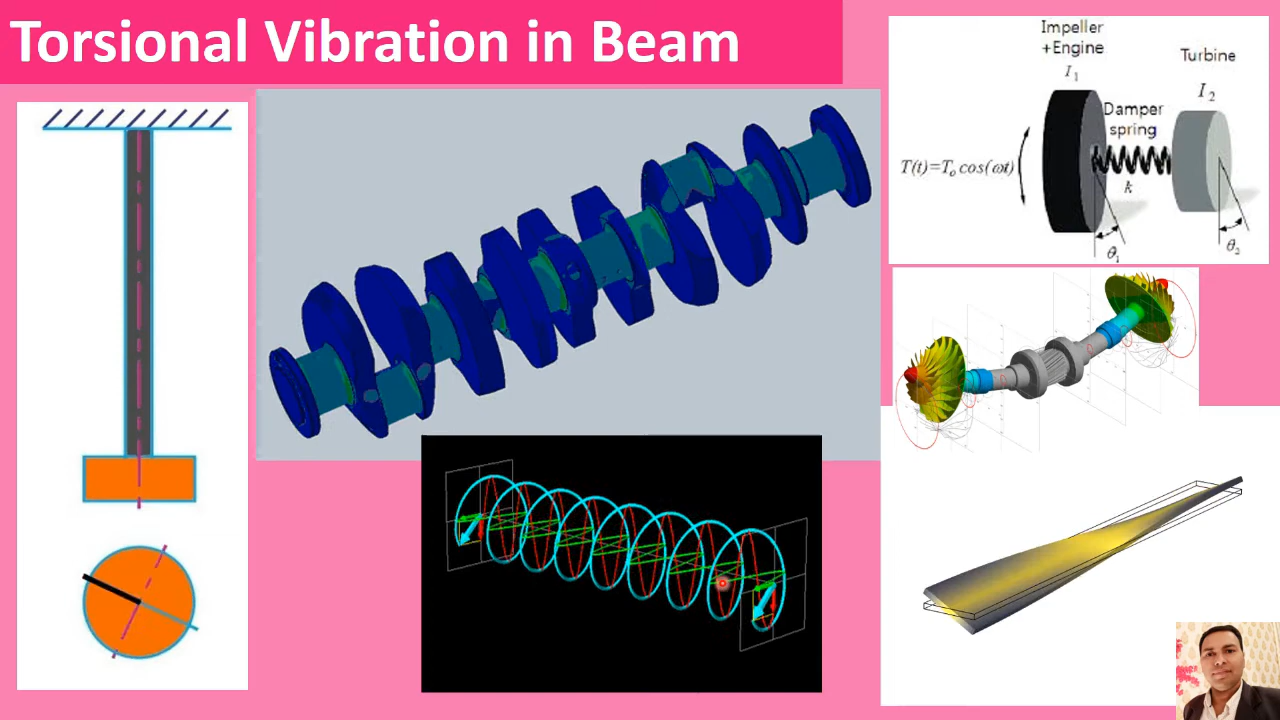 Torsional Vibration in Beam
Impeller
+Engine
I₁
Turbine
I₂
Damper
spring
T(t)=Tₒ cos(ωt)
k
θ₁
θ₂